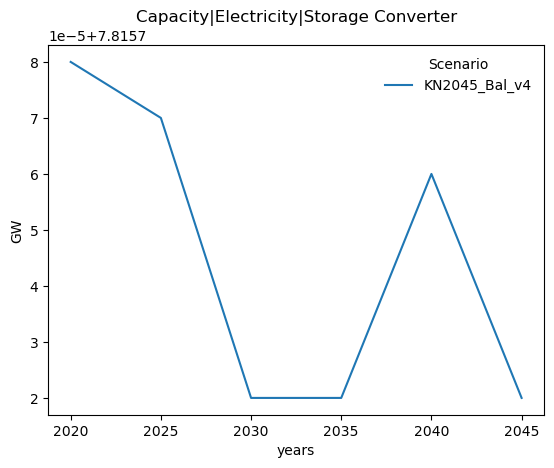 Capacity|Electricity|Storage Converter
1e−5+7.8157
Scenario
KN2045_Bal_v4
8
7
6
5
4
3
2
GW
2020 2025 2030 2035 2040 2045
years